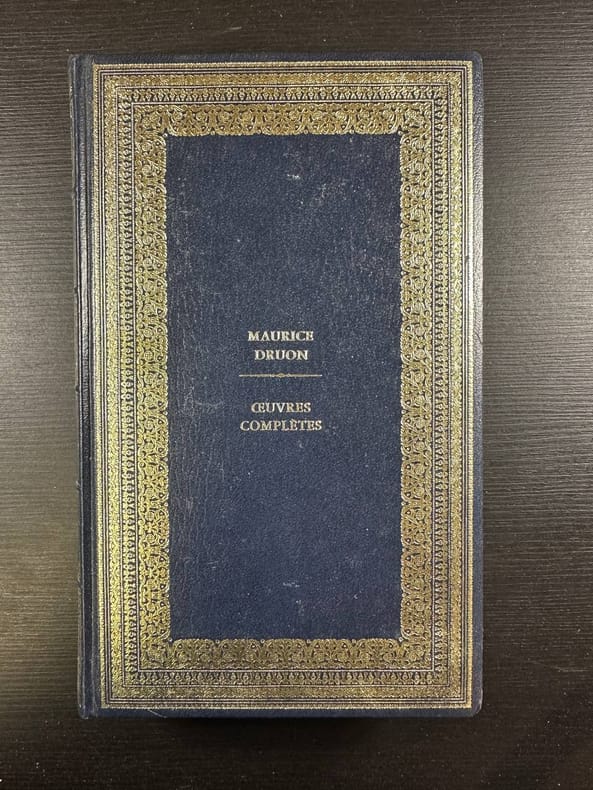 MAURICE
DRUON
ŒUVRES
COMPLÈTES